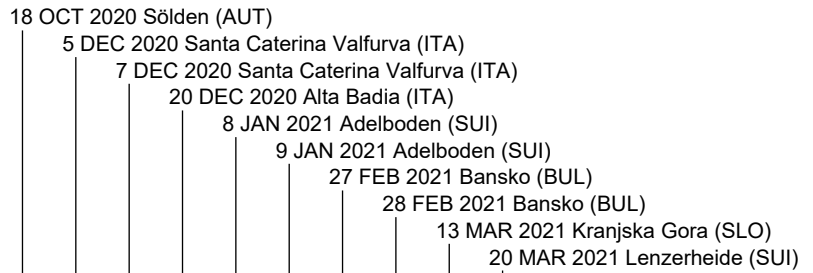 18 OCT 2020 Sölden (AUT)
5 DEC 2020 Santa Caterina Valfurva (ITA)
7 DEC 2020 Santa Caterina Valfurva (ITA)
20 DEC 2020 Alta Badia (ITA)
8 JAN 2021 Adelboden (SUI)
9 JAN 2021 Adelboden (SUI)
27 FEB 2021 Bansko (BUL)
28 FEB 2021 Bansko (BUL)
13 MAR 2021 Kranjska Gora (SLO)
20 MAR 2021 Lenzerheide (SUI)